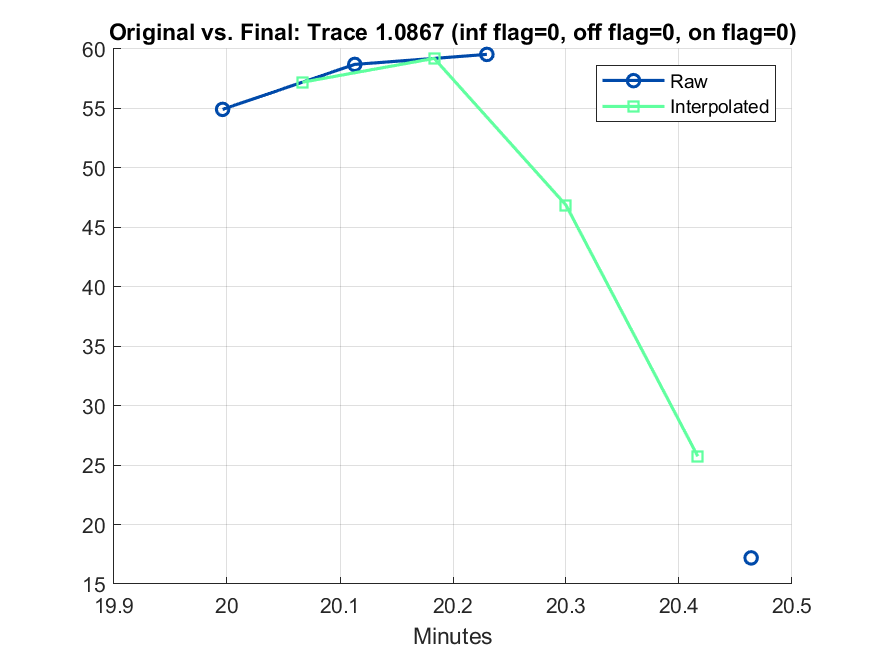 Original vs. Final: Trace 1.0867 (inf flag=0, off flag=0, on flag=0)
60
55
50
45
40
35
30
25
20
15
Raw
Interpolated
19.9 20 20.1 20.2 20.3 20.4 20.5
Minutes